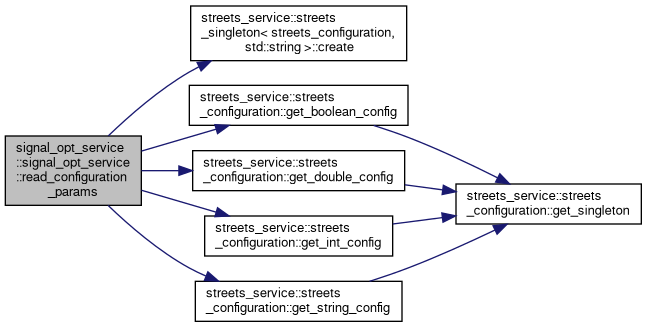 signal_opt_service
::signal_opt_service
::read_configuration
_params
streets_service::streets
_singleton< streets_configuration,
std::string >::create
streets_service::streets
_configuration::get_boolean_config
streets_service::streets
_configuration::get_double_config
streets_service::streets
_configuration::get_int_config
streets_service::streets
_configuration::get_string_config
streets_service::streets
_configuration::get_singleton